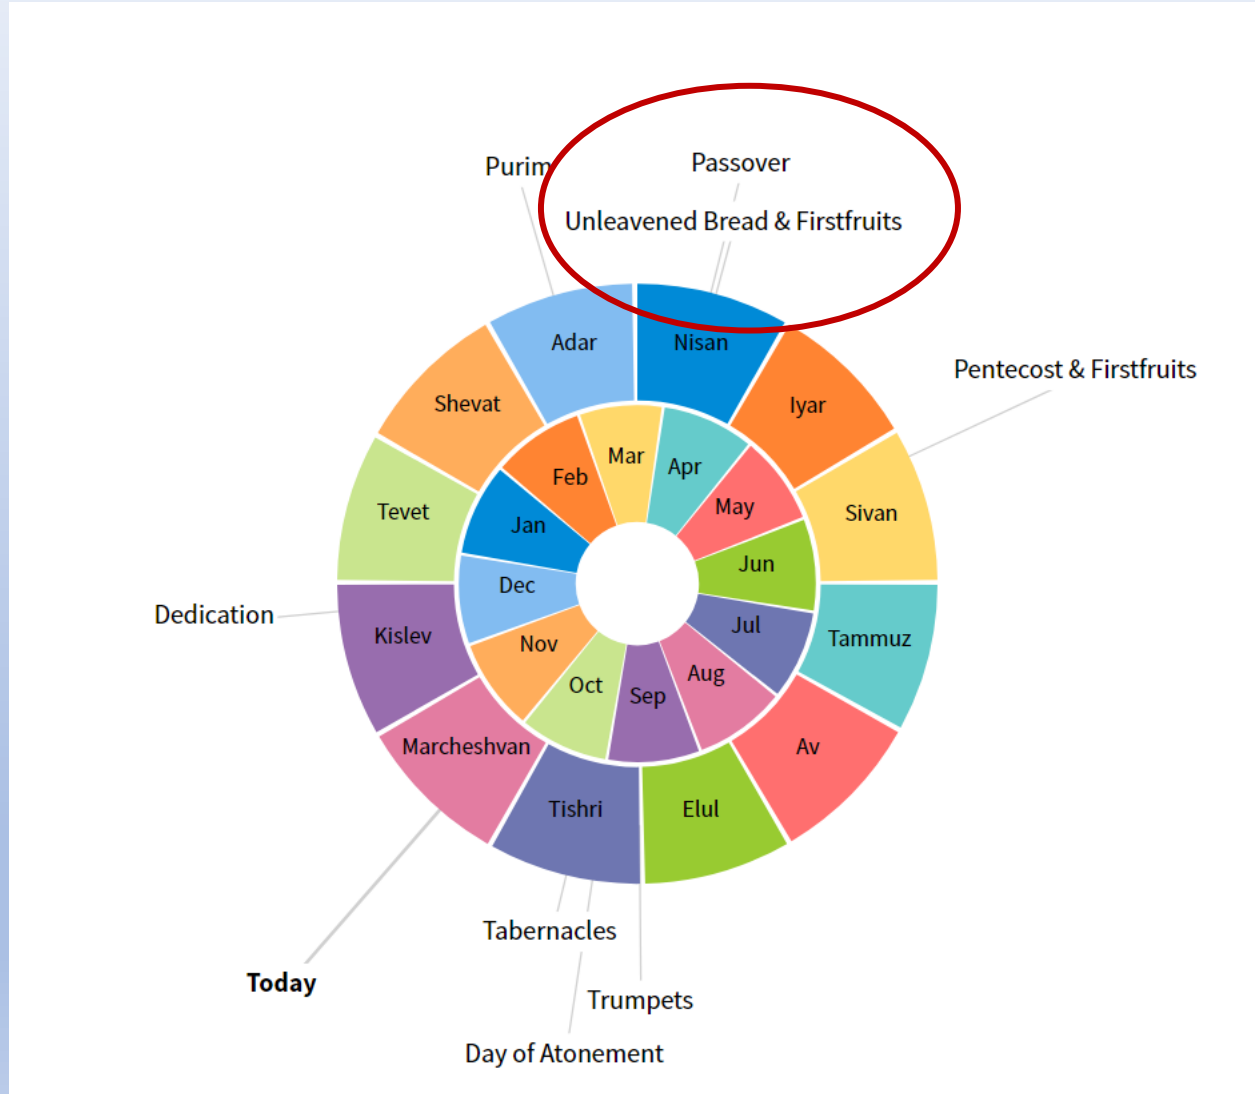 Purim
Passover
Unleavened Bread & Firstfruits
Adar
Nisan
Pentecost & Firstfruits
Shevat
Iyar
Mar
Apr
Feb
May
Tevet
Jan
Sivan
Jun
Dec
Dedication
Kislev
Nov
Jul
Tammuz
Oct
Sep
Aug
Marcheshvan
Av
Tishri
Elul
Tabernacles
Today
Trumpets
Day of Atonement